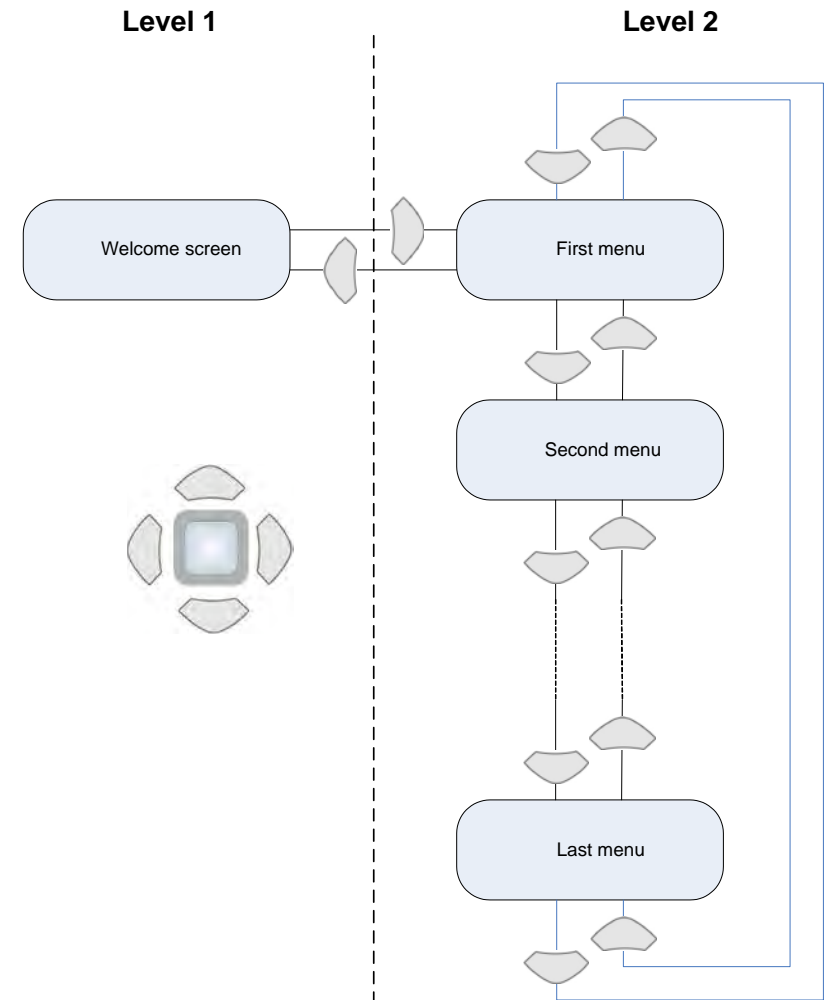 Level 1
Level 2
Welcome screen
First menu
Second menu
Last menu